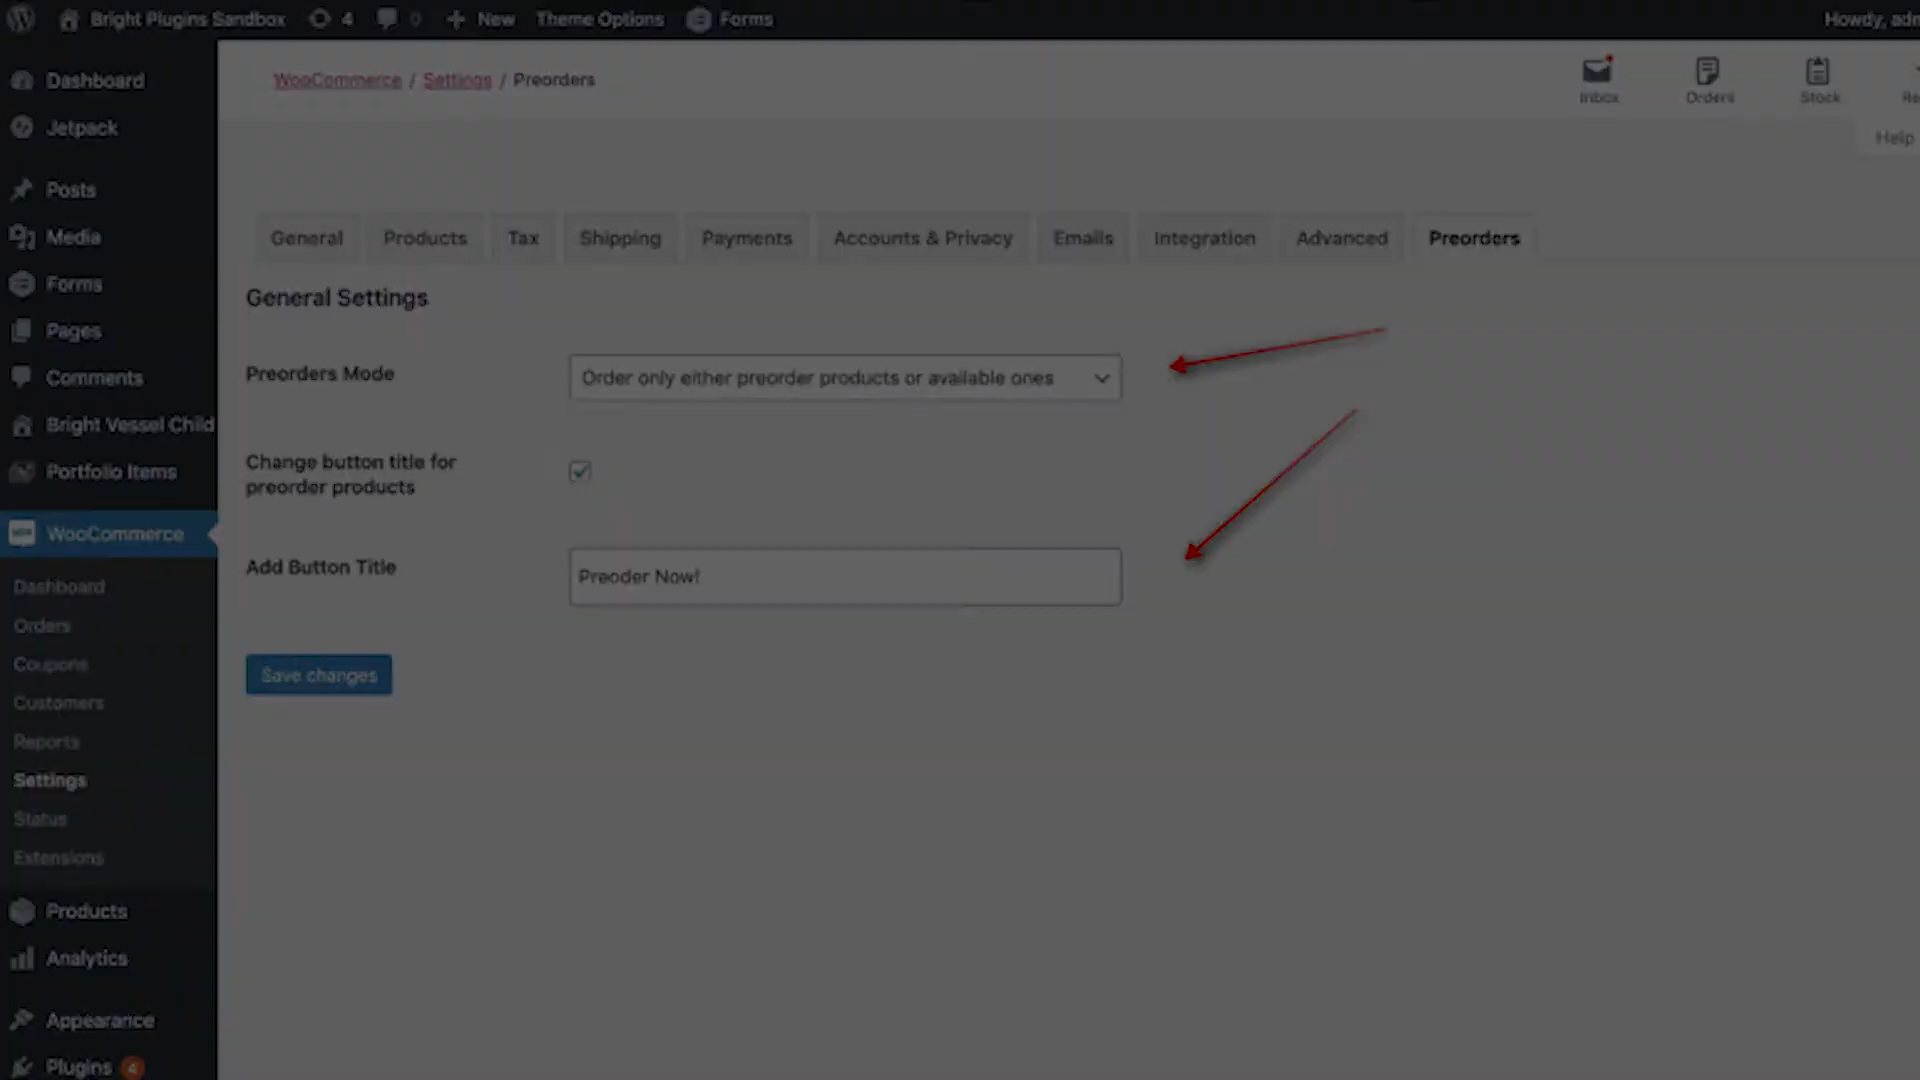 Bright Plugins Sandbox 4 0 New Theme Options Forms Howdy, adm
Dashboard
Jetpack
Posts
Media
Forms
Pages
Comments
Bright Vessel Child
Portfolio Items
WooCommerce
Dashboard
Orders
Coupons
Customers
Reports
Settings
Status
Extensions
Products
Analytics
Appearance
Plugins 4
WooCommerce / Settings / Preorders
Inbox Orders Stock Re
Help
General Products Tax Shipping Payments Accounts & Privacy Emails Integration Advanced Preorders
General Settings
Preorders Mode Order only either preorder products or available ones
Change button title for
preorder products
Add Button Title Preoder Now!
Save changes